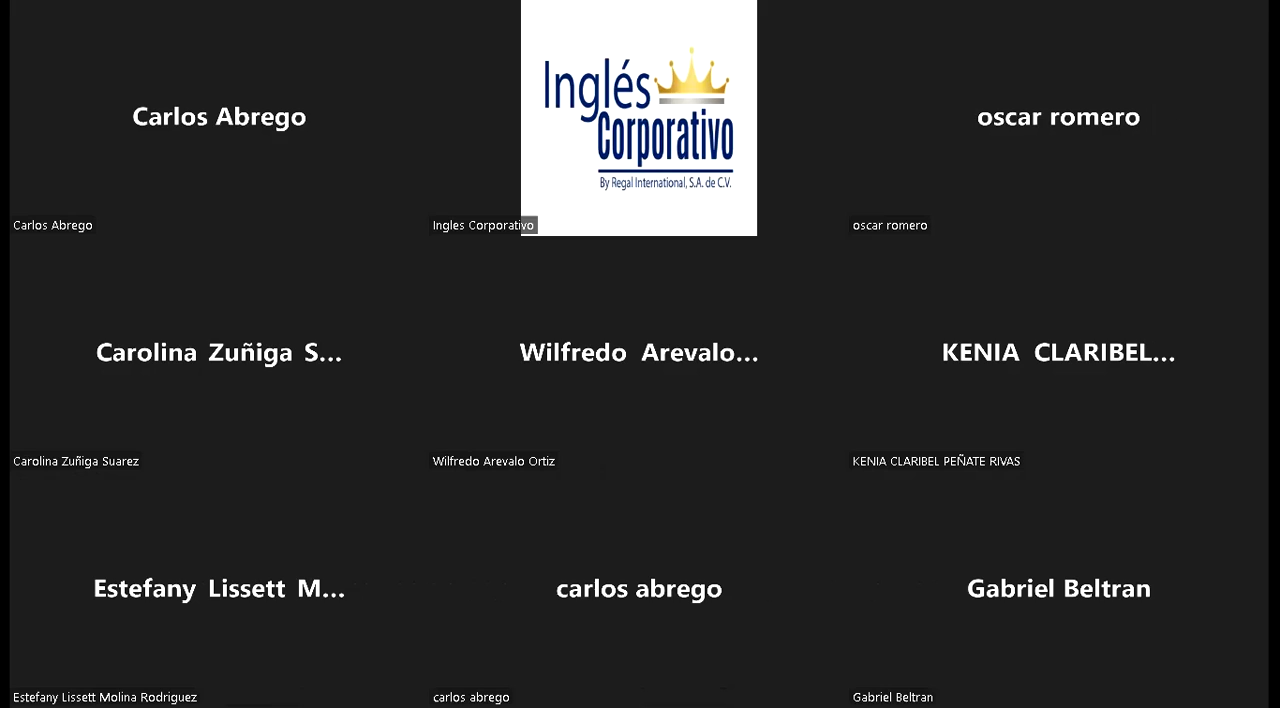 Carlos Abrego
Carlos Abrego
Inglés
Corporativo
By Regal International, S.A. de C.V.
Ingles Corporativo
oscar romero
oscar romero
Carolina Zuñiga S...
Carolina Zuñiga Suarez
Wilfredo Arevalo...
Wilfredo Arevalo Ortiz
KENIA CLARIBEL...
KENIA CLARIBEL PEÑATE RIVAS
Estefany Lissett M...
Estefany Lissett Molina Rodriguez
carlos abrego
carlos abrego
Gabriel Beltran
Gabriel Beltran